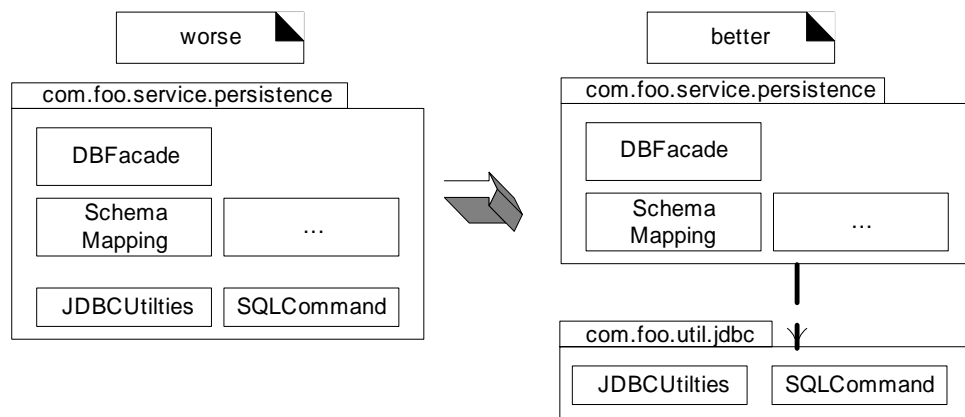 worse
com.foo.service.persistence
DBFacade
Schema
Mapping
...
JDBCUtilties
SQLCommand
better
com.foo.service.persistence
DBFacade
Schema
Mapping
...
com.foo.util.jdbc
JDBCUtilties
SQLCommand